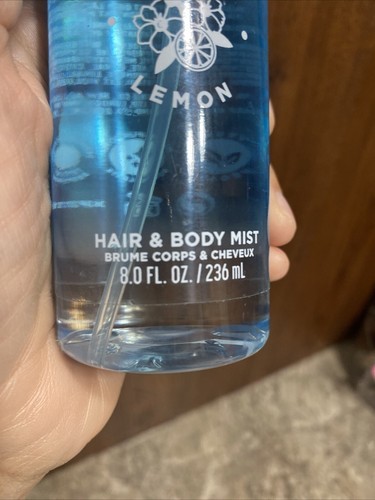 LEMON
HAIR & BODY MIST
BRUME CORPS & CHEVEUX
8.0 FL. OZ. / 236 mL